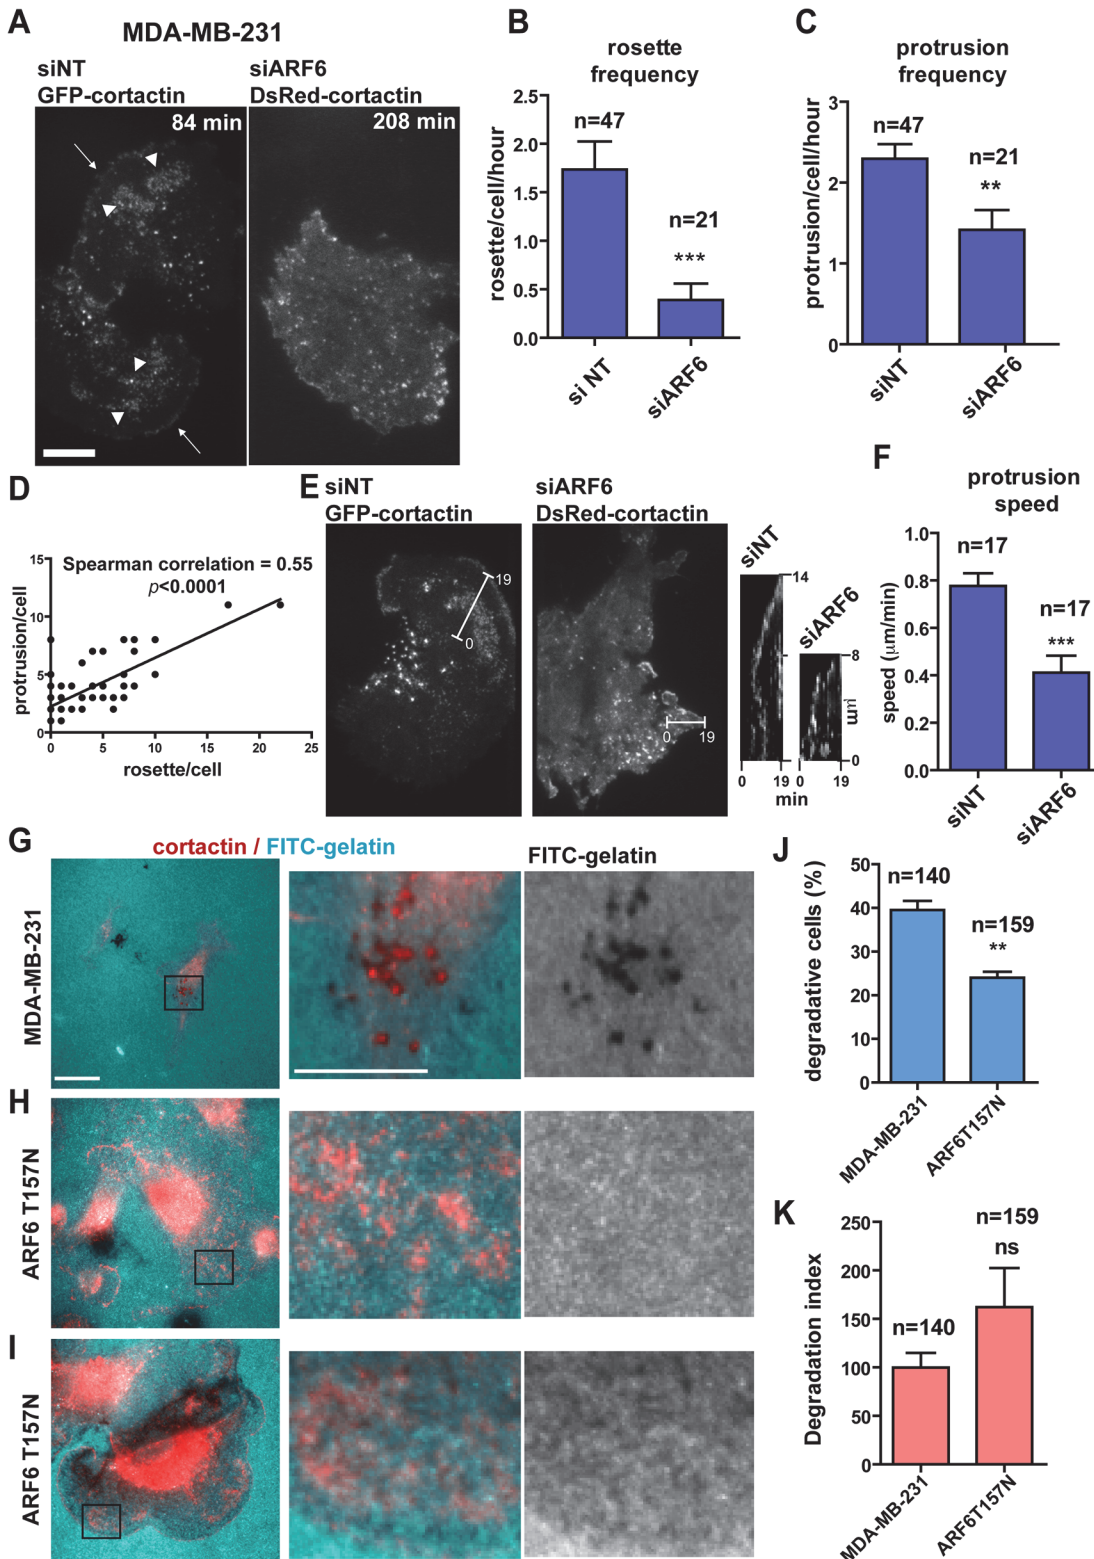 A
MDA-MB-231
siNT
GFP-cortactin
siARF6
DsRed-cortactin
84 min
208 min
B
rosette
frequency
rosette/cell/hour
2.5
2.0
1.5
1.0
0.5
0.0
n=47
n=21
***
si NT
siARF6
C
protrusion
frequency
protrusion/cell/hour
3
2
1
0
n=47
n=21
**
siNT
siARF6
D
Spearman correlation = 0.55
p<0.0001
protrusion/cell
15
10
5
0
0 5 10 15 20 25
rosette/cell
E
siNT
GFP-cortactin
siARF6
DsRed-cortactin
19
0
0 19
siNT
14
siARF6
8
μm
0
0 19 0 19
min
F
protrusion
speed
speed (μm/min)
1.0
0.8
0.6
0.4
0.2
0.0
n=17
n=17
***
siNT
siARF6
G
cortactin / FITC-gelatin
FITC-gelatin
MDA-MB-231
H
ARF6 T157N
I
ARF6 T157N
J
degradative cells (%)
50
40
30
20
10
0
n=140
n=159
**
MDA-MB-231
ARF6T157N
K
Degradation index
250
200
150
100
50
0
n=140
n=159
ns
MDA-MB-231
ARF6T157N